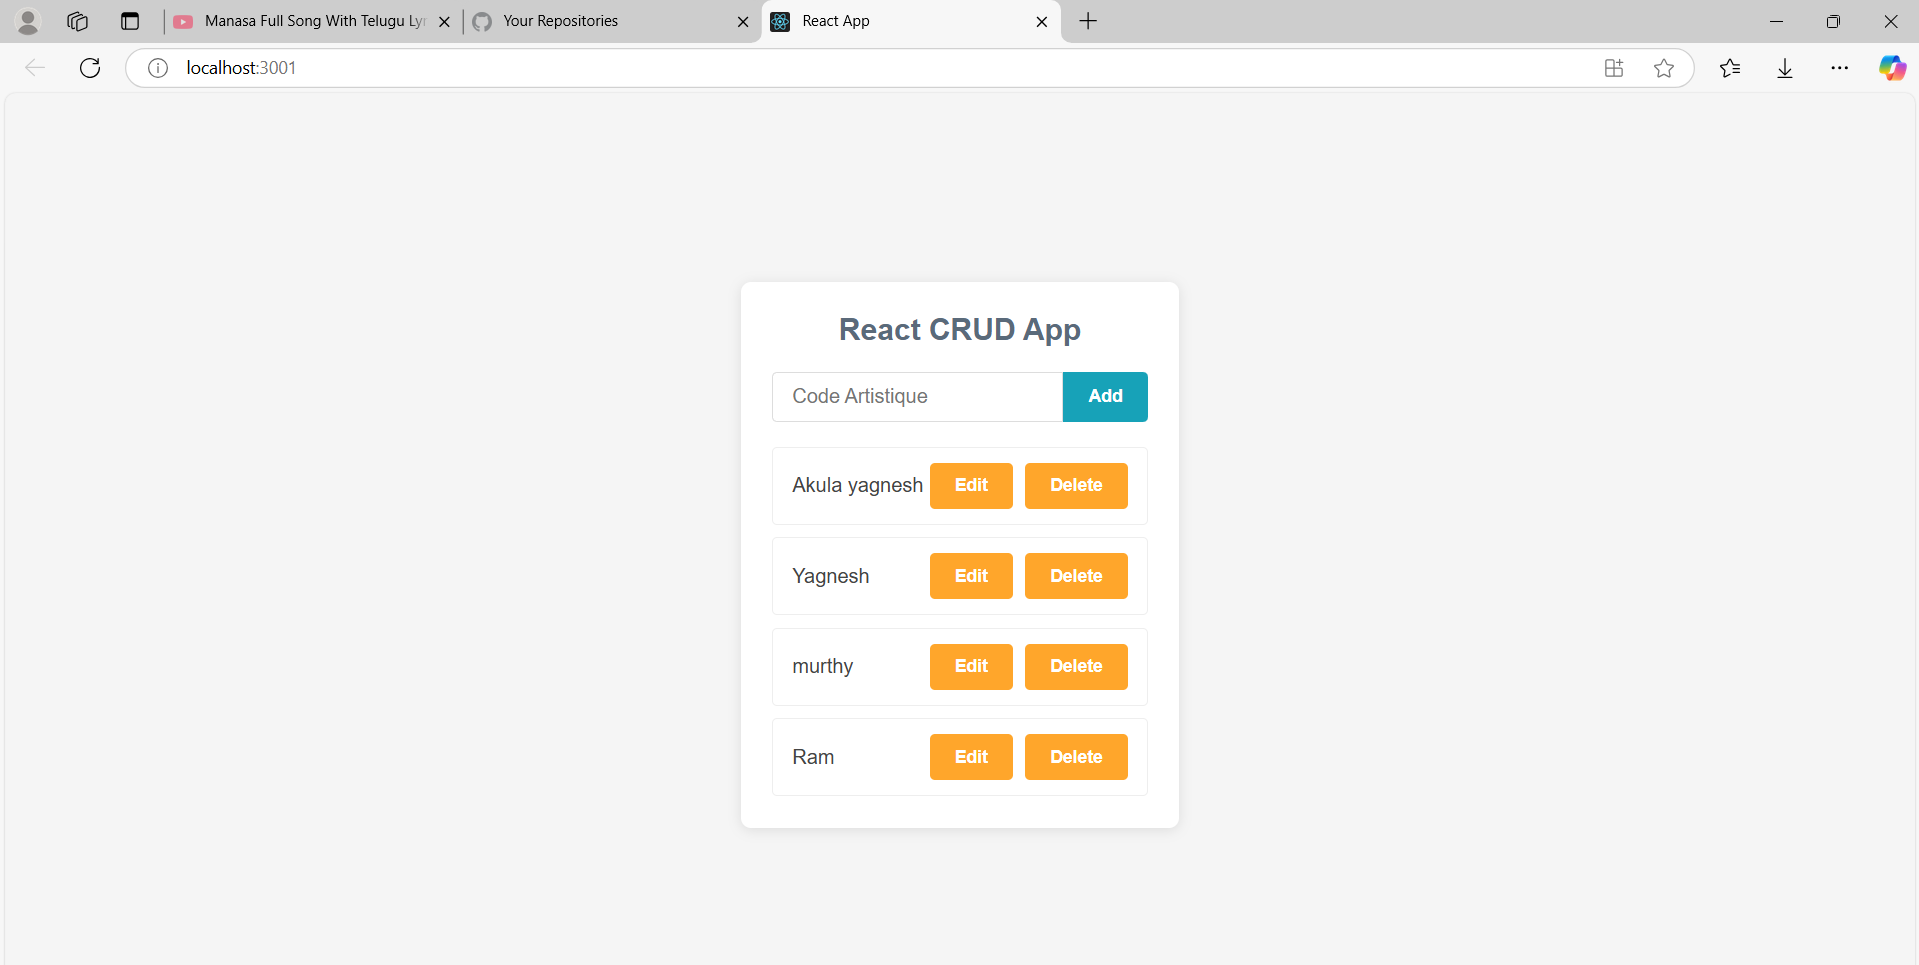 Manasa Full Song With Telugu Lyr
Your Repositories
React App
localhost:3001
React CRUD App
Code Artistique
Add
Akula yagnesh Edit Delete
Yagnesh Edit Delete
murthy Edit Delete
Ram Edit Delete